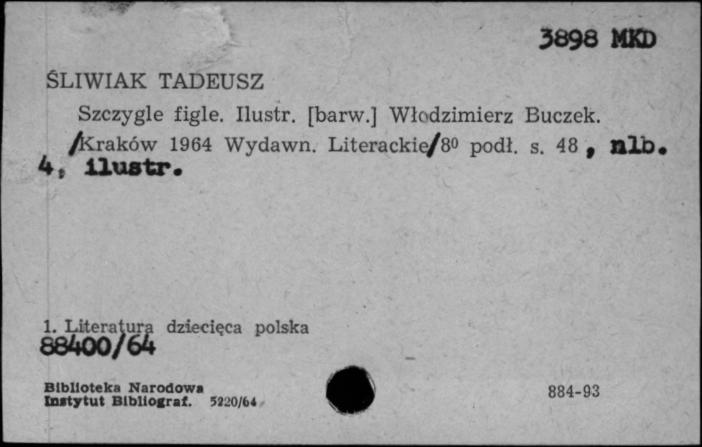 3898 MKD
ŚLIWIAK TADEUSZ
Szczygle figle. Ilustr. [barw.] Włodzimierz Buczek.
/Kraków 1964 Wydawn. Literackie/8⁰ podł. s. 48, nlb.
4, ilustr.
1. Literatura dziecięca polska
88400/64
Biblioteka Narodowa
Instytut Bibliograf. 5220/64
884-93